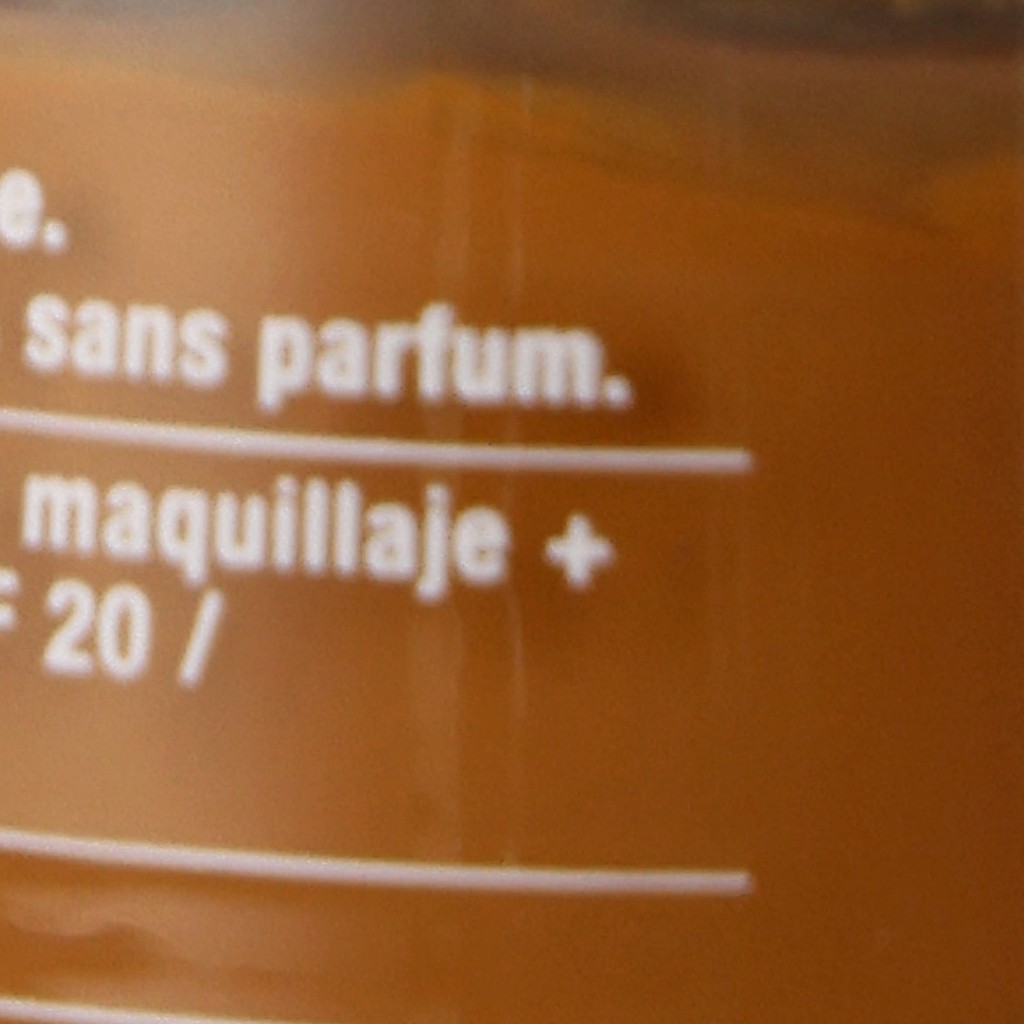 sans parfum.
maquillaje +
20 /